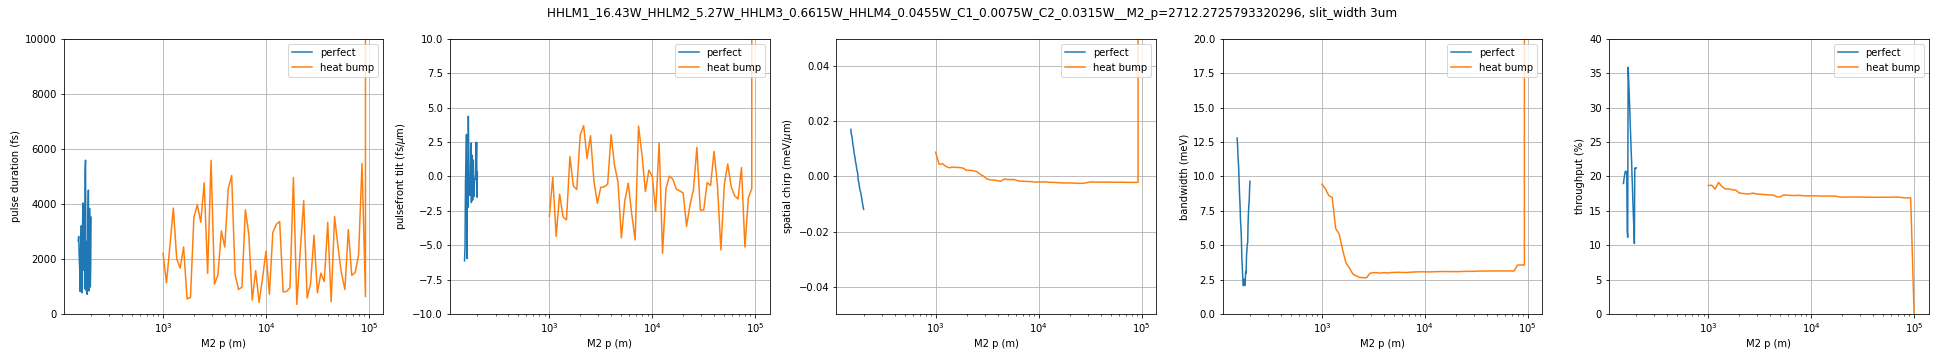 HHLM1_16.43W_HHLM2_5.27W_HHLM3_0.6615W_HHLM4_0.0455W_C1_0.0075W_C2_0.0315W__M2_p=2712.2725793320296, slit_width 3um
pulse duration (fs)
10000
8000
6000
4000
2000
0
perfect
heat bump
10³
10⁴
10⁵
M2 p (m)
pulsefront tilt (fs/μm)
10.0
7.5
5.0
2.5
0.0
−2.5
−5.0
−7.5
−10.0
perfect
heat bump
10³
10⁴
10⁵
M2 p (m)
spatial chirp (meV/μm)
0.04
0.02
0.00
−0.02
−0.04
perfect
heat bump
10³
10⁴
10⁵
M2 p (m)
bandwidth (meV)
20.0
17.5
15.0
12.5
10.0
7.5
5.0
2.5
0.0
perfect
heat bump
10³
10⁴
10⁵
M2 p (m)
throughput (%)
40
35
30
25
20
15
10
5
0
perfect
heat bump
10³
10⁴
10⁵
M2 p (m)